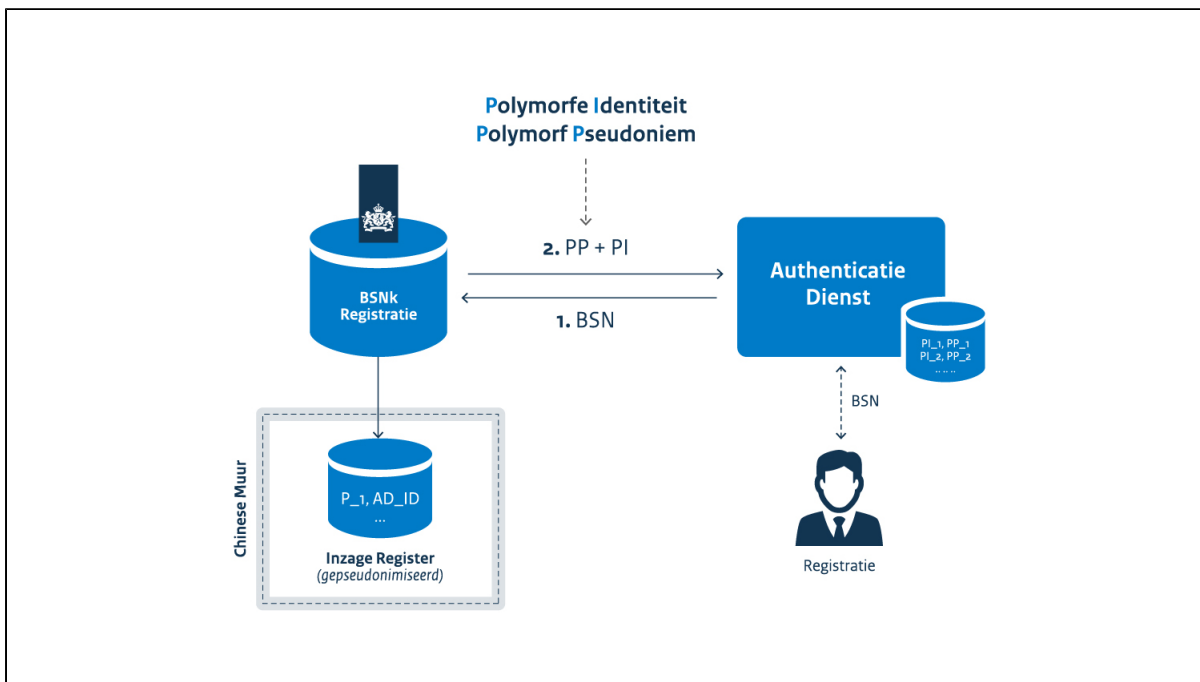 Polymorfe Identiteit
Polymorf Pseudoniem
2. PP + PI
1. BSN
BSNk
Registratie
Authenticatie
Dienst
PI_1, PP_1
PI_2, PP_2
.. .. ..
BSN
Registratie
Chinese Muur
P_1, AD_ID
...
Inzage Register
(gepseudonimiseerd)